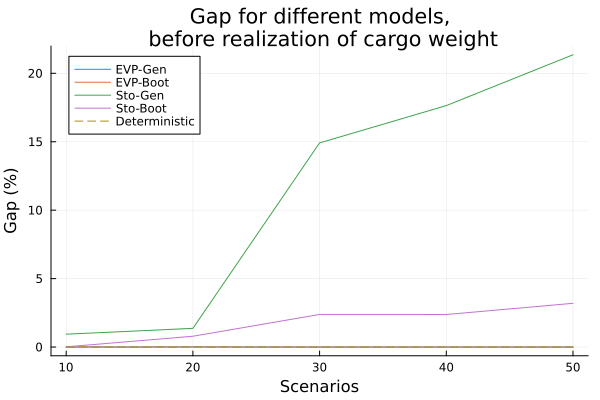 Gap for different models,
before realization of cargo weight
EVP-Gen
EVP-Boot
Sto-Gen
Sto-Boot
Deterministic
Gap (%)
20
15
10
5
0
10 20 30 40 50
Scenarios